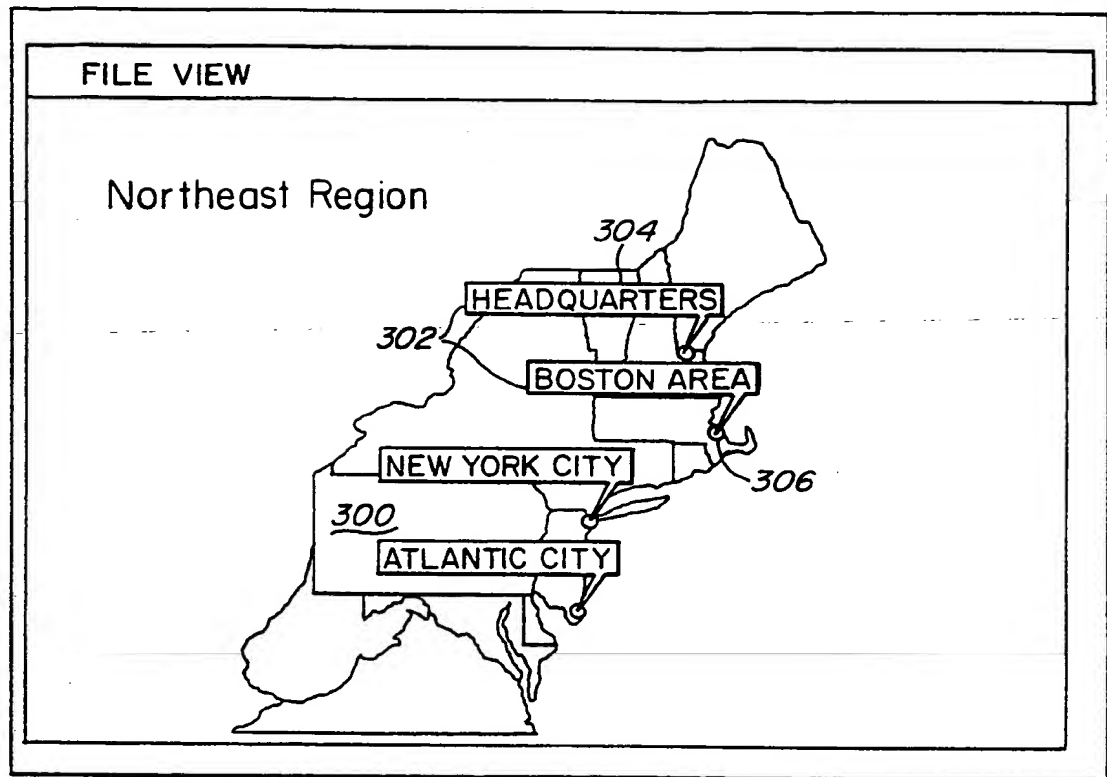 FILE VIEW
Northeast Region
304
HEADQUARTERS
302
BOSTON AREA
NEW YORK CITY
306
300
ATLANTIC CITY